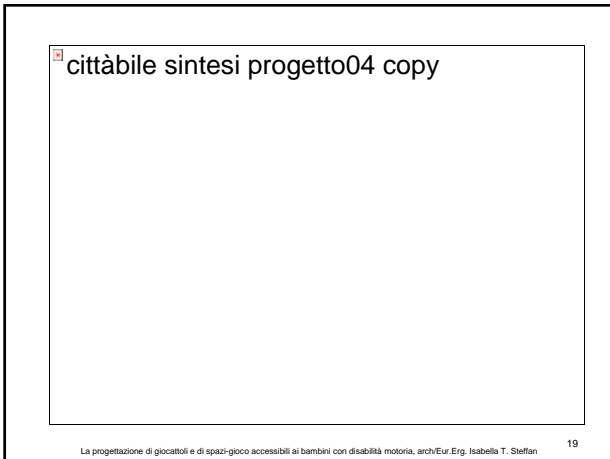 cittàbile sintesi progetto04 copy
La progettazione di giocattoli e di spazi-gioco accessibili ai bambini con disabilità motoria, arch/Eur.Erg. Isabella T. Steffan
19